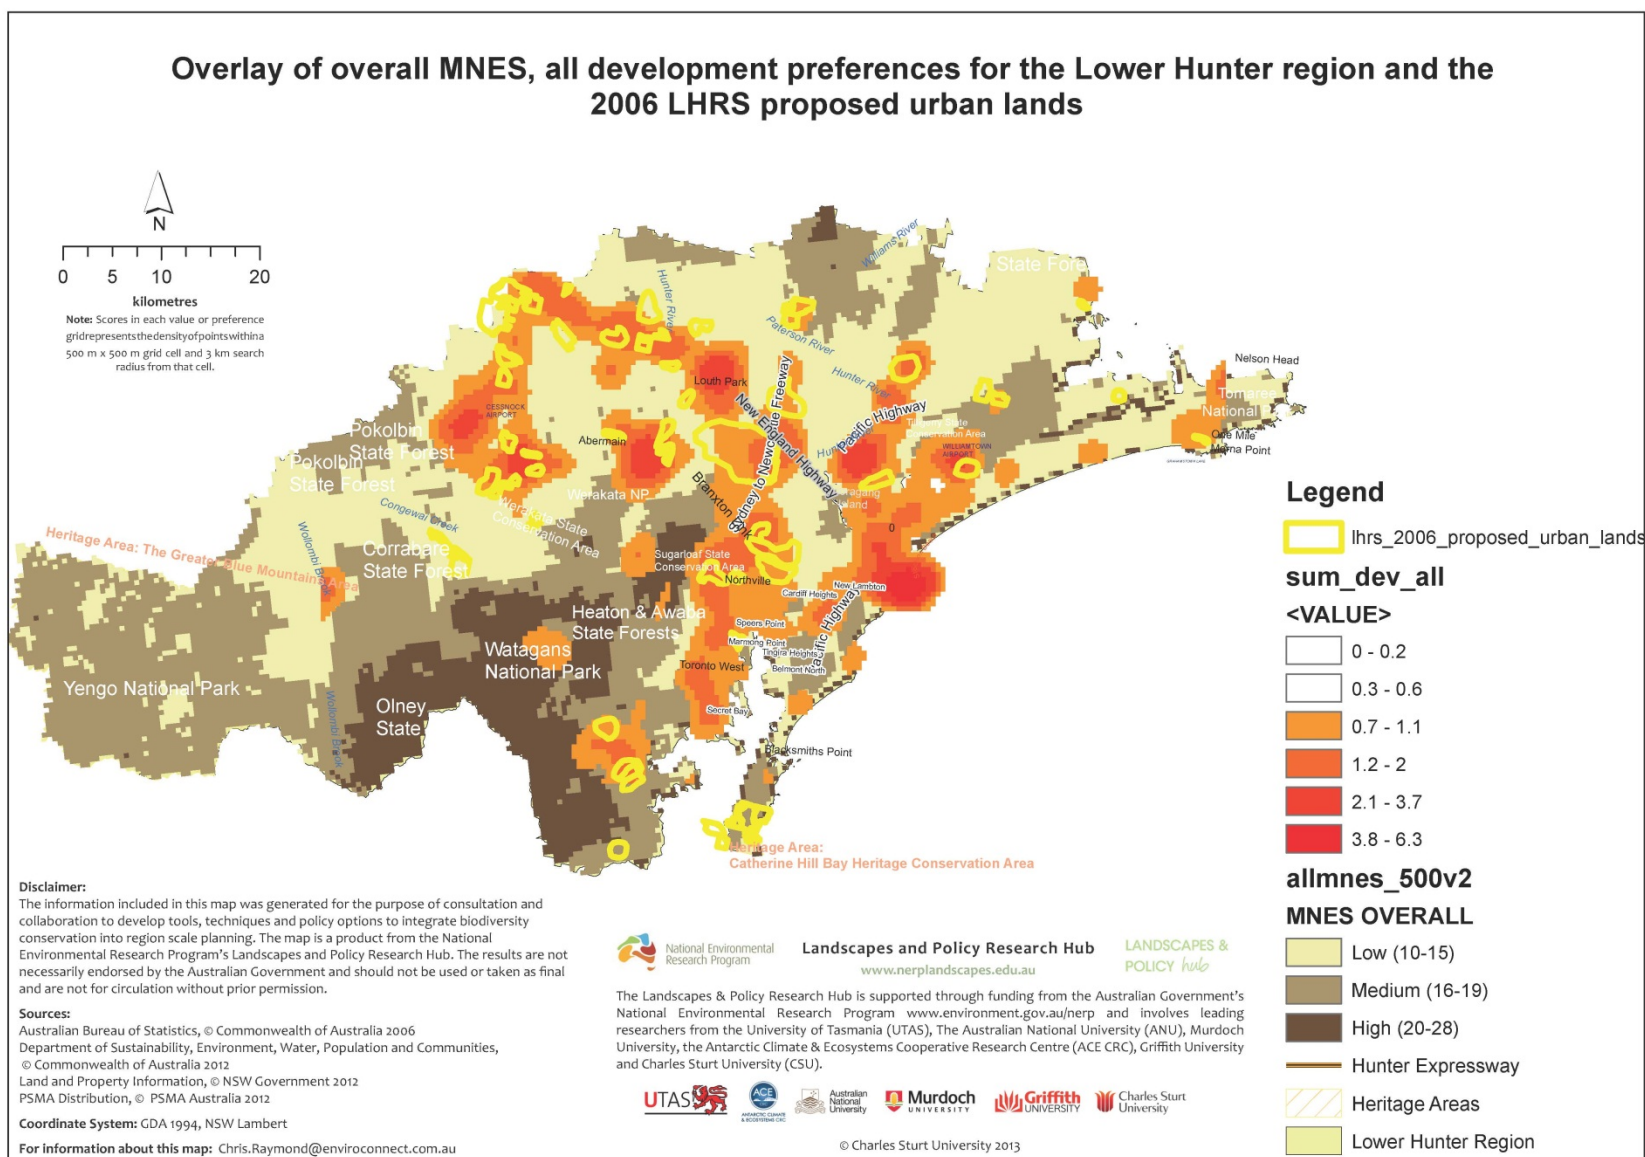 Overlay of overall MNES, all development preferences for the Lower Hunter region and the
2006 LHRS proposed urban lands
N
0 5 10 20
kilometres
Note: Scores in each value or preference
grid represents the density of points within a
500 m x 500 m grid cell and 3 km search
radius from that cell.
Williams River
State Fore
Hunter River
Paterson River
Hunter River
Nelson Head
Tomaree
National P
One Mile
Morna Point
Louth Park
CESSNOCK
AIRPORT
Pokolbin
State Forest
Pokolbin
State Forest
Abermain
New England Highway
Sydney to Newcastle Freeway
Pacific Highway
State
Conservation Area
WILLIAMTOWN
AIRPORT
Island
0
Werakata NP
Branxton Link
Werakata State
Conservation Area
Congewai Creek
Corrabare
State Forest
Wollombi Brook
Heritage Area: The Greater Blue Mountains Area
Sugarloaf State
Conservation Area
Northville
New Lambton
Cardiff Heights
Pacific Highway
Heaton & Awaba
State Forests
Speers Point
Marmong Point
Tingira Heights
Belmont North
Toronto West
Watagans
National Park
Yengo National Park
Olney
State
Wollombi Brook
Secret Bay
Blacksmiths Point
Heritage Area:
Catherine Hill Bay Heritage Conservation Area
Legend
lhrs_2006_proposed_urban_lands
sum_dev_all
<VALUE>
0 - 0.2
0.3 - 0.6
0.7 - 1.1
1.2 - 2
2.1 - 3.7
3.8 - 6.3
allmnes_500v2
MNES OVERALL
Low (10-15)
Medium (16-19)
High (20-28)
Hunter Expressway
Heritage Areas
Lower Hunter Region
Disclaimer:
The information included in this map was generated for the purpose of consultation and
collaboration to develop tools, techniques and policy options to integrate biodiversity
conservation into region scale planning. The map is a product from the National
Environmental Research Program's Landscapes and Policy Research Hub. The results are not
necessarily endorsed by the Australian Government and should not be used or taken as final
and are not for circulation without prior permission.
Sources:
Australian Bureau of Statistics, © Commonwealth of Australia 2006
Department of Sustainability, Environment, Water, Population and Communities,
© Commonwealth of Australia 2012
Land and Property Information, © NSW Government 2012
PSMA Distribution, © PSMA Australia 2012
Coordinate System: GDA 1994, NSW Lambert
For information about this map: Chris.Raymond@enviroconnect.com.au
National Environmental
Research Program
Landscapes and Policy Research Hub
www.nerplandscapes.edu.au
LANDSCAPES &
POLICY hub
The Landscapes & Policy Research Hub is supported through funding from the Australian Government's
National Environmental Research Program www.environment.gov.au/nerp and involves leading
researchers from the University of Tasmania (UTAS), The Australian National University (ANU), Murdoch
University, the Antarctic Climate & Ecosystems Cooperative Research Centre (ACE CRC), Griffith University
and Charles Sturt University (CSU).
UTAS
ACE
ANTARCTIC CLIMATE
& ECOSYSTEMS CRC
Australian
National
University
Murdoch
UNIVERSITY
Griffith
UNIVERSITY
Charles Sturt
University
© Charles Sturt University 2013